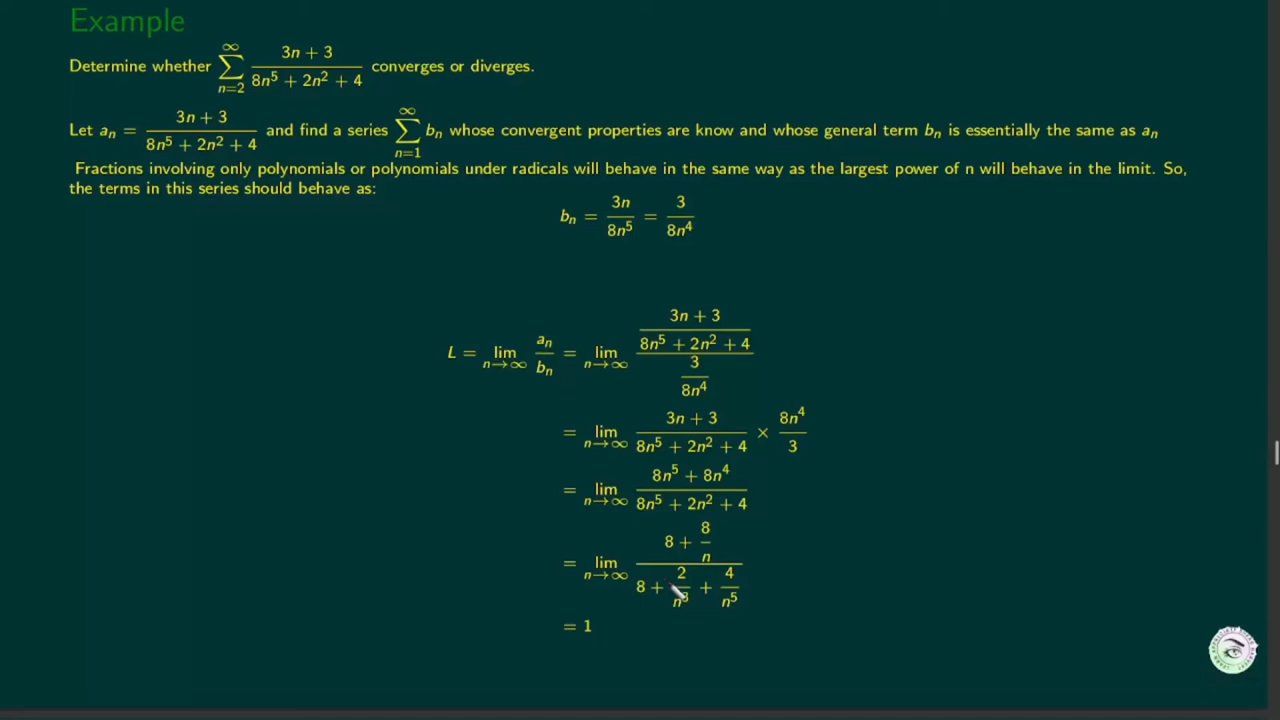 Example
Determine whether ∑_{n=2}^{∞} (3n + 3)/(8n^5 + 2n^2 + 4) converges or diverges.
Let a_n = (3n + 3)/(8n^5 + 2n^2 + 4) and find a series ∑_{n=1}^{∞} b_n whose convergent properties are know and whose general term b_n is essentially the same as a_n
Fractions involving only polynomials or polynomials under radicals will behave in the same way as the largest power of n will behave in the limit. So,
the terms in this series should behave as:
b_n = 3n/(8n^5) = 3/(8n^4)
L = lim_{n→∞} a_n/b_n = lim_{n→∞} ((3n + 3)/(8n^5 + 2n^2 + 4))/(3/(8n^4))
= lim_{n→∞} (3n + 3)/(8n^5 + 2n^2 + 4) × (8n^4)/3
= lim_{n→∞} (8n^5 + 8n^4)/(8n^5 + 2n^2 + 4)
= lim_{n→∞} (8 + 8/n)/(8 + 2/n^3 + 4/n^5)
= 1